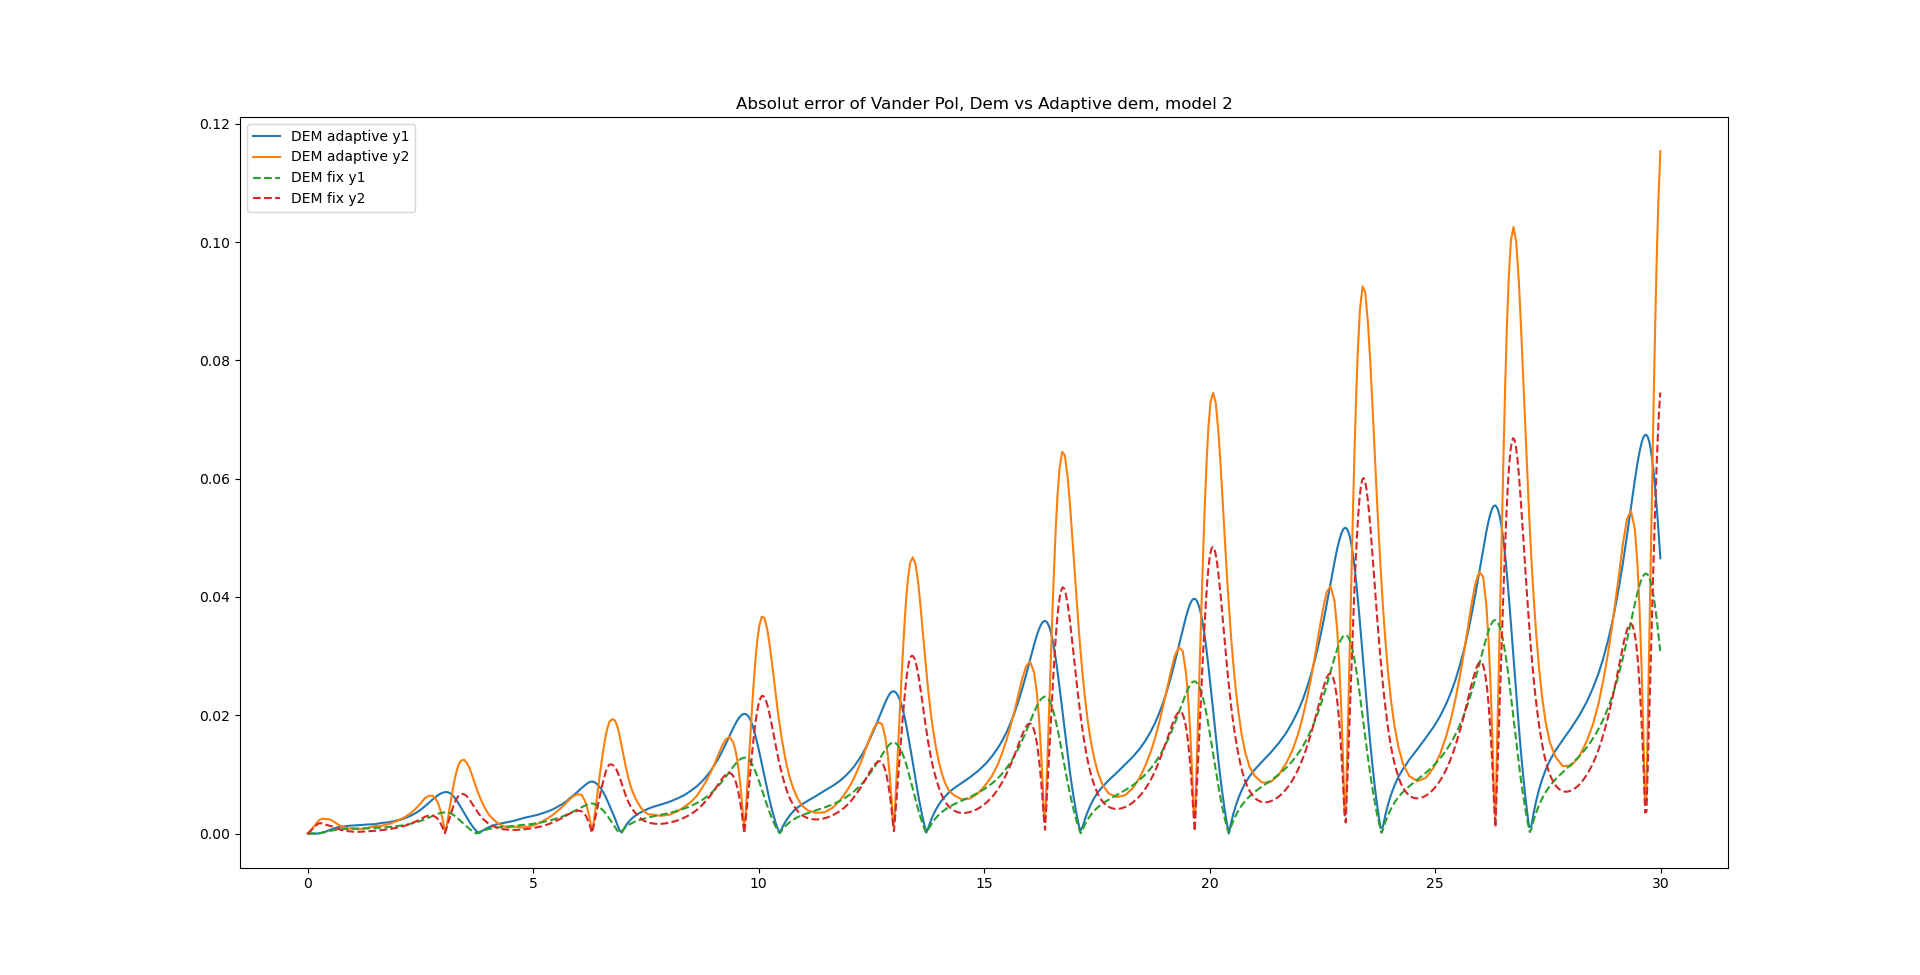 Absolut error of Vander Pol, Dem vs Adaptive dem, model 2
0.12
0.10
0.08
0.06
0.04
0.02
0.00
DEM adaptive y1
DEM adaptive y2
DEM fix y1
DEM fix y2
0 5 10 15 20 25 30